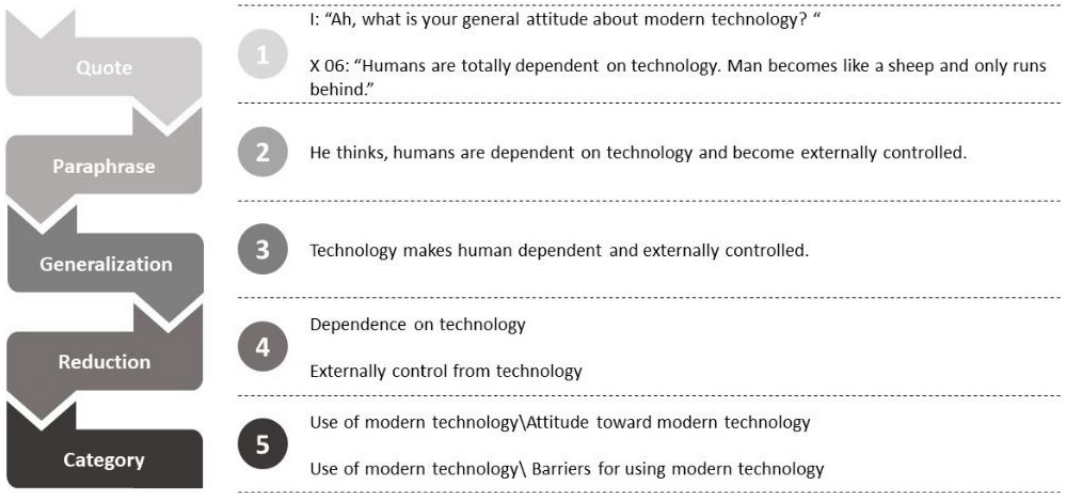 Quote
1
I: “Ah, what is your general attitude about modern technology? “
X 06: “Humans are totally dependent on technology. Man becomes like a sheep and only runs
behind.”
Paraphrase
2
He thinks, humans are dependent on technology and become externally controlled.
Generalization
3
Technology makes human dependent and externally controlled.
Reduction
4
Dependence on technology
Externally control from technology
Category
5
Use of modern technology\Attitude toward modern technology
Use of modern technology\ Barriers for using modern technology